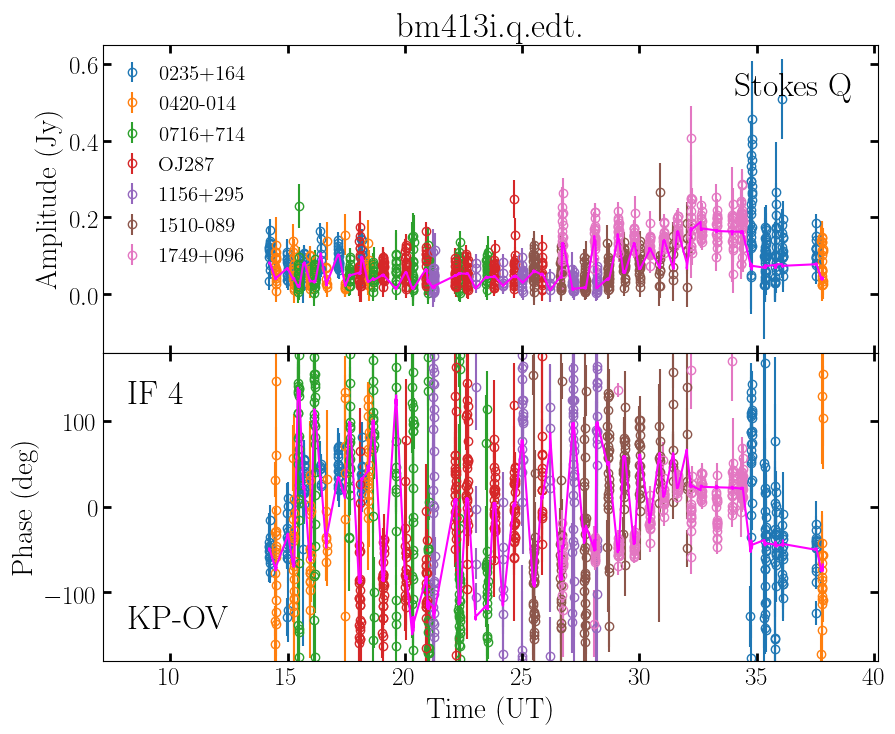 bm413i.q.edt.
Stokes Q
0235+164
0420-014
0716+714
OJ287
1156+295
1510-089
1749+096
0.6
0.4
0.2
0.0
Amplitude (Jy)
IF 4
KP-OV
100
0
−100
Phase (deg)
10 15 20 25 30 35 40
Time (UT)